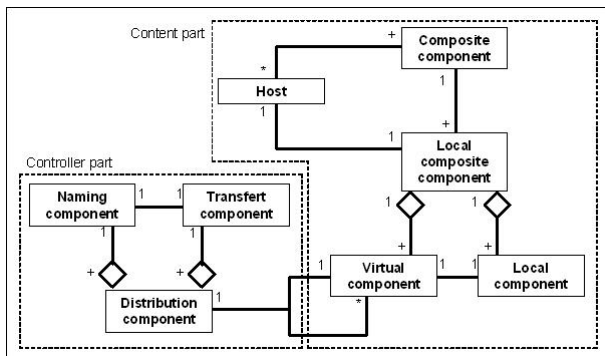 Content part
+
Composite
component
*
1
Host
1
1
+
Local
composite
component
Controller part
Naming
component
1
1
Transfert
component
1
1
1
1
+
+
+
+
Distribution
component
1
1
Virtual
component
1
1
Local
component
*